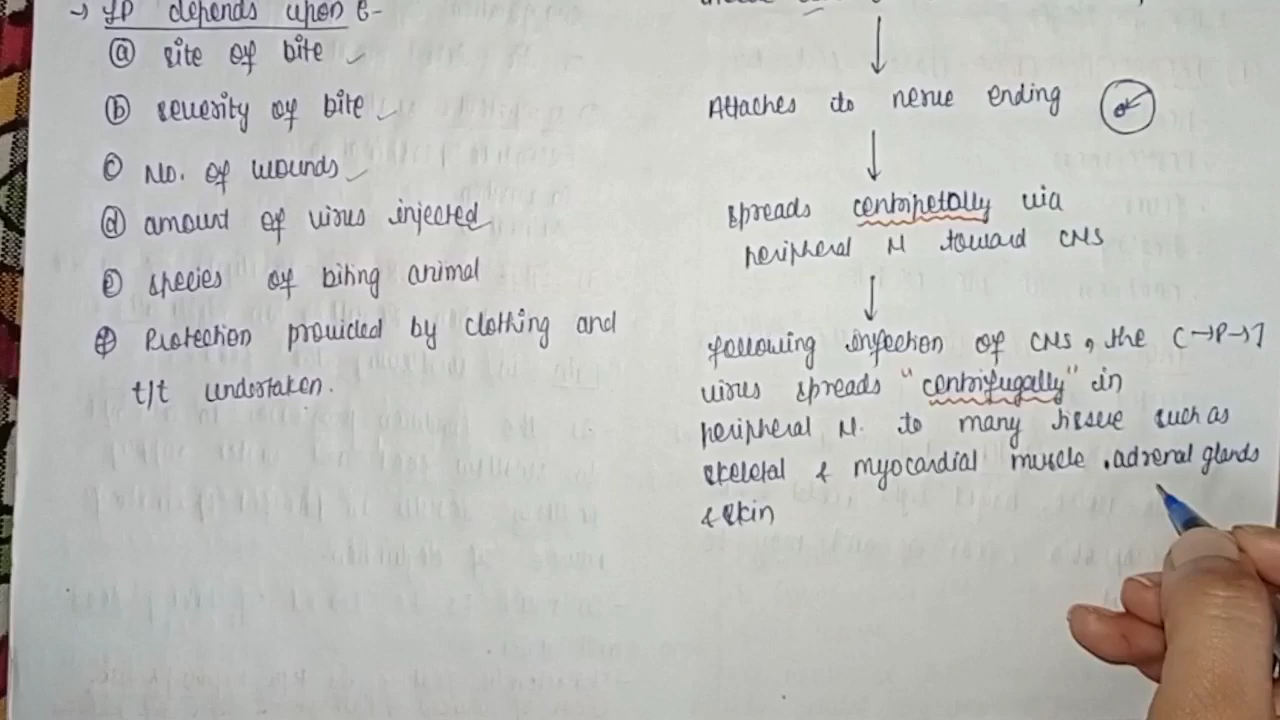 → IP depends upon :-
ⓐ site of bite
ⓑ severity of bite
ⓒ No. of wounds
ⓓ amount of virus injected
ⓔ species of biting animal
ⓕ Protection provided by clothing and
t/t undertaken.
↓
Attaches to nerve ending
↓
spreads centripetally via
peripheral N toward CNS
↓
following infection of CNS, the C→P→T
virus spreads "centrifugally" in
peripheral N. to many tissue such as
skeletal & myocardial muscle, adrenal glands
& skin